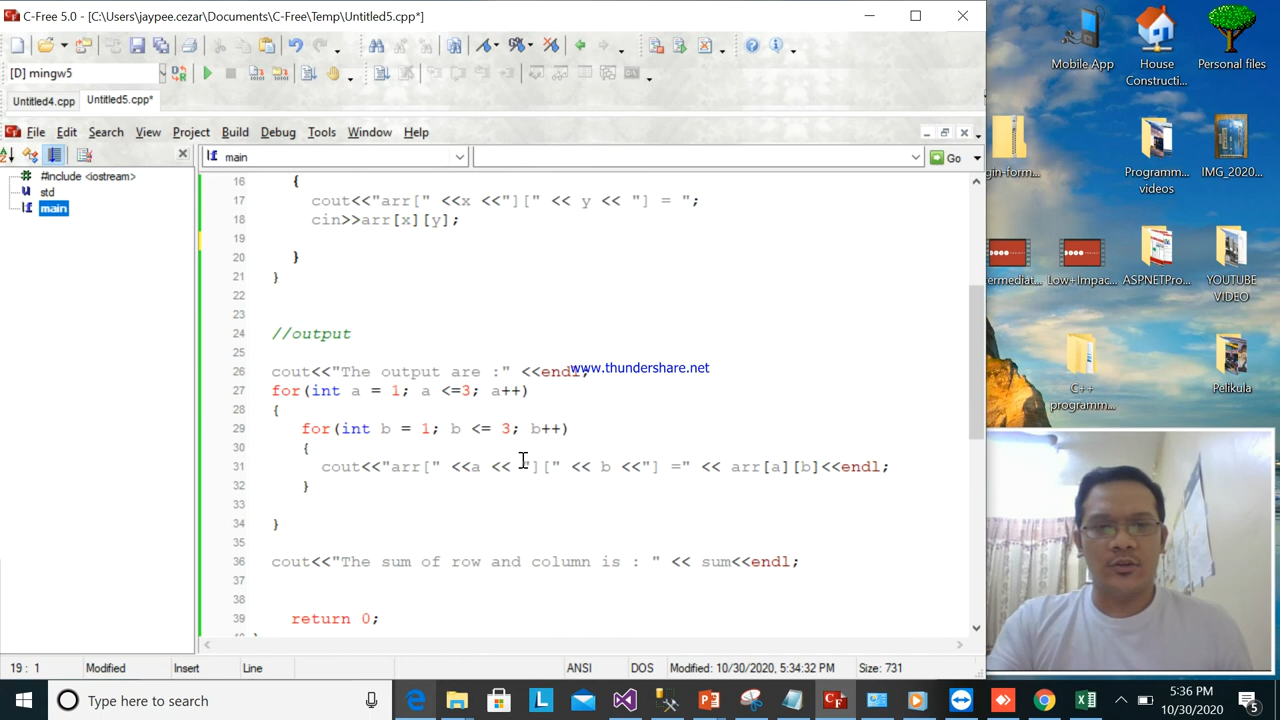 C-Free 5.0 - [C:\Users\jaypee.cezar\Documents\C-Free\Temp\Untitled5.cpp*]
[D] mingw5
Untitled4.cpp Untitled5.cpp*
File Edit Search View Project Build Debug Tools Window Help
main
Go
#include <iostream>
std
main
16 {
17 cout<<"arr[" <<x <<"][" << y << "] = ";
18 cin>>arr[x][y];
19
20 }
21 }
22
23
24 //output
25
26 cout<<"The output are :" <<endl;
www.thundershare.net
27 for(int a = 1; a <=3; a++)
28 {
29 for(int b = 1; b <= 3; b++)
30 {
31 cout<<"arr[" <<a << "][" << b <<"] =" << arr[a][b]<<endl;
32 }
33
34 }
35
36 cout<<"The sum of row and column is : " << sum<<endl;
37
38
39 return 0;
19 : 1 Modified Insert Line ANSI DOS Modified: 10/30/2020, 5:34:32 PM Size: 731
Mobile App
House Constructi...
Personal files
gin-form...
Programm... videos
IMG_2020...
termediat...
Low+Impac...
ASPNETPro...
YOUTUBE VIDEO
C++ programm...
Pelikula
Type here to search
5:36 PM
10/30/2020
5